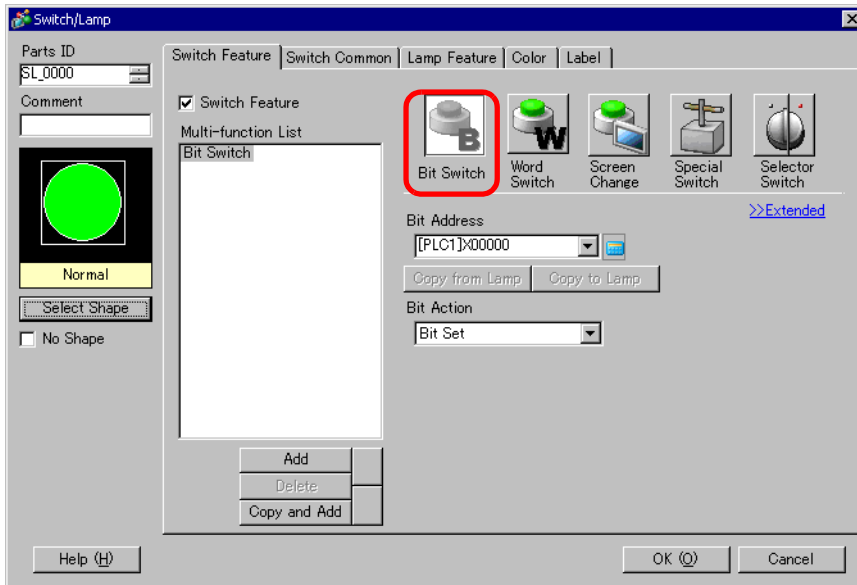 Switch/Lamp
Parts ID
SL_0000
Comment
Normal
Select Shape
No Shape
Switch Feature
Switch Common
Lamp Feature
Color
Label
Switch Feature
Multi-function List
Bit Switch
Add
Delete
Copy and Add
B
Bit Switch
W
Word
Switch
Screen
Change
Special
Switch
Selector
Switch
>>Extended
Bit Address
[PLC1]X00000
Copy from Lamp
Copy to Lamp
Bit Action
Bit Set
Help (H)
OK (O)
Cancel